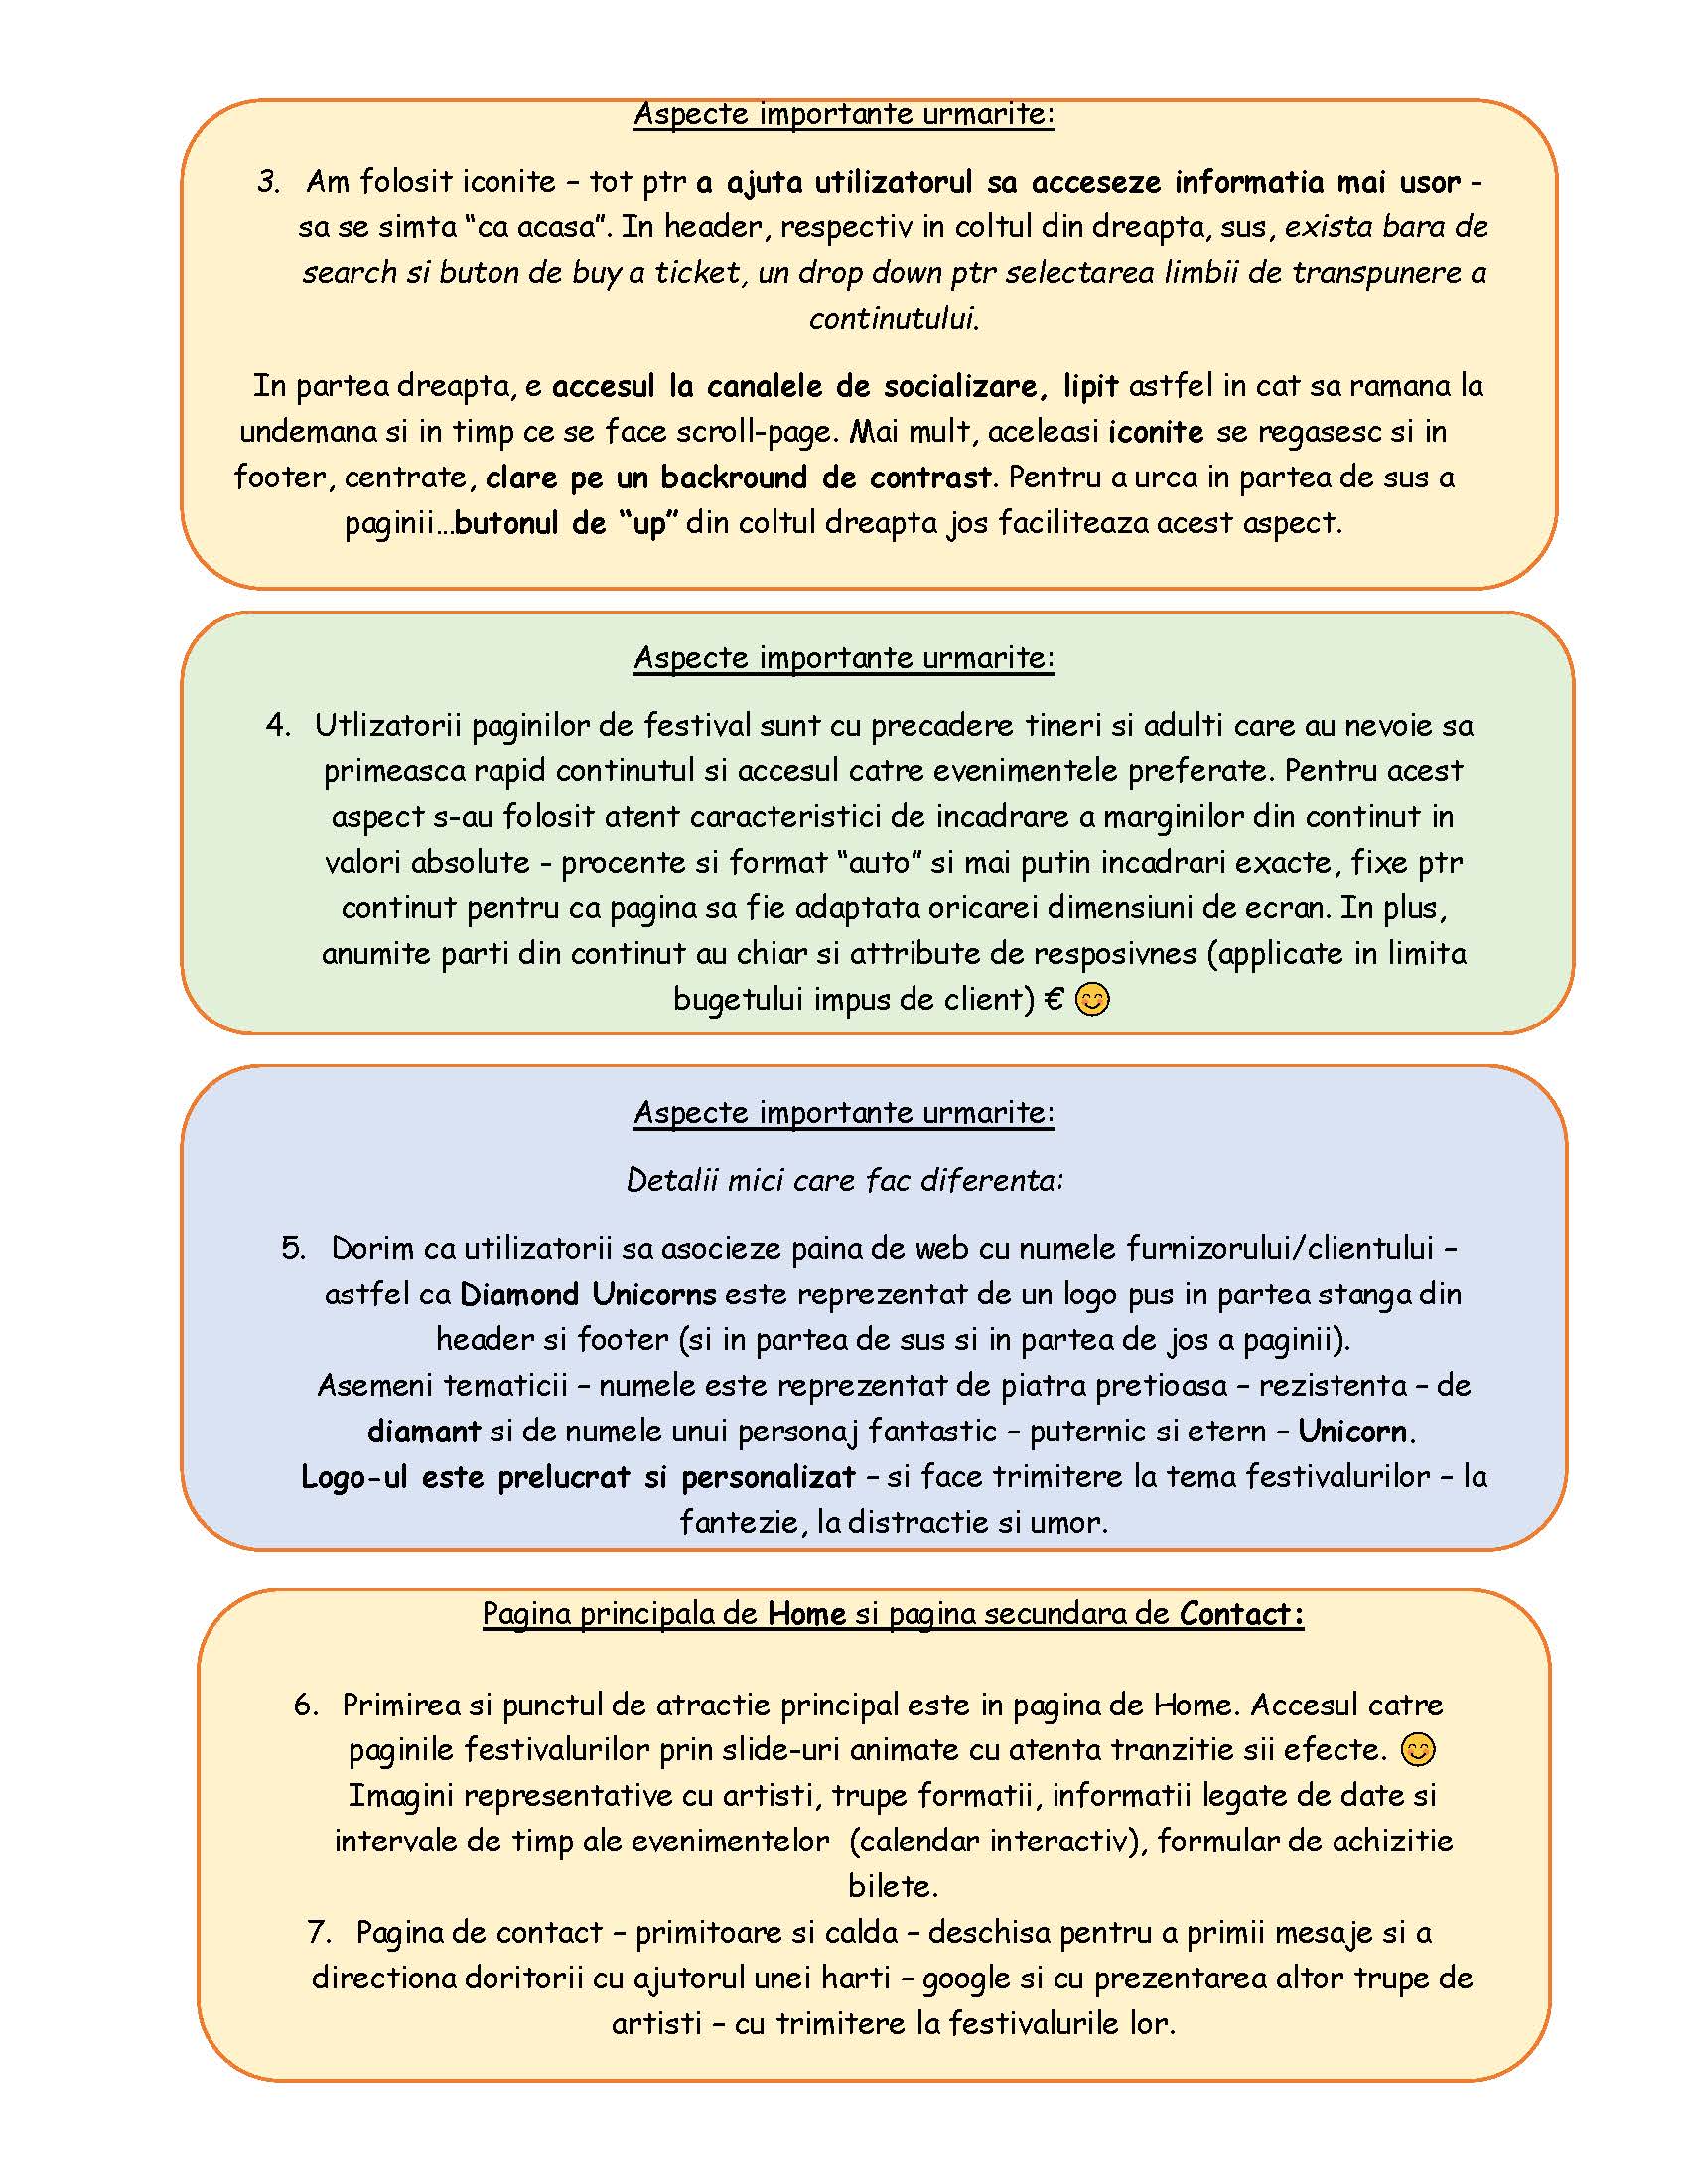 Aspecte importante urmarite:
3. Am folosit iconite – tot ptr a ajuta utilizatorul sa acceseze informatia mai usor -
sa se simta “ca acasa”. In header, respectiv in coltul din dreapta, sus, exista bara de
search si buton de buy a ticket, un drop down ptr selectarea limbii de transpunere a
continutului.
In partea dreapta, e accesul la canalele de socializare, lipit astfel in cat sa ramana la
undemana si in timp ce se face scroll-page. Mai mult, aceleasi iconite se regasesc si in
footer, centrate, clare pe un backround de contrast. Pentru a urca in partea de sus a
paginii…butonul de “up” din coltul dreapta jos faciliteaza acest aspect.
Aspecte importante urmarite:
4. Utlizatorii paginilor de festival sunt cu precadere tineri si adulti care au nevoie sa
primeasca rapid continutul si accesul catre evenimentele preferate. Pentru acest
aspect s-au folosit atent caracteristici de incadrare a marginilor din continut in
valori absolute - procente si format “auto” si mai putin incadrari exacte, fixe ptr
continut pentru ca pagina sa fie adaptata oricarei dimensiuni de ecran. In plus,
anumite parti din continut au chiar si attribute de resposivnes (applicate in limita
bugetului impus de client) € 😊
Aspecte importante urmarite:
Detalii mici care fac diferenta:
5. Dorim ca utilizatorii sa asocieze paina de web cu numele furnizorului/clientului –
astfel ca Diamond Unicorns este reprezentat de un logo pus in partea stanga din
header si footer (si in partea de sus si in partea de jos a paginii).
Asemeni tematicii – numele este reprezentat de piatra pretioasa – rezistenta – de
diamant si de numele unui personaj fantastic – puternic si etern – Unicorn.
Logo-ul este prelucrat si personalizat – si face trimitere la tema festivalurilor – la
fantezie, la distractie si umor.
Pagina principala de Home si pagina secundara de Contact:
6. Primirea si punctul de atractie principal este in pagina de Home. Accesul catre
paginile festivalurilor prin slide-uri animate cu atenta tranzitie sii efecte. 😊
Imagini representative cu artisti, trupe formatii, informatii legate de date si
intervale de timp ale evenimentelor (calendar interactiv), formular de achizitie
bilete.
7. Pagina de contact – primitoare si calda – deschisa pentru a primii mesaje si a
directiona doritorii cu ajutorul unei harti – google si cu prezentarea altor trupe de
artisti – cu trimitere la festivalurile lor.